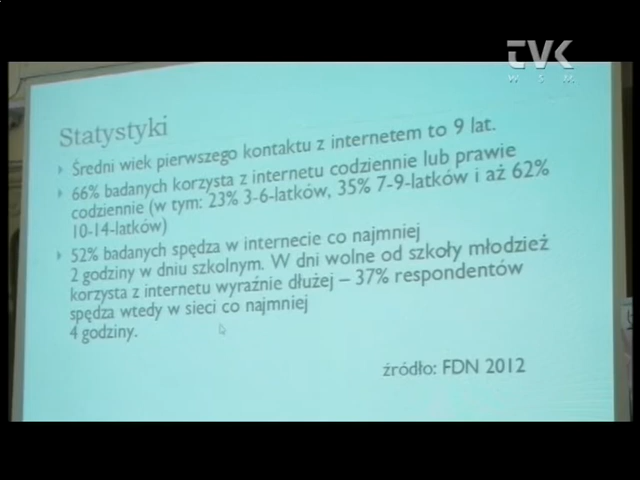 TVK
WSM
Statystyki
Średni wiek pierwszego kontaktu z internetem to 9 lat.
66% badanych korzysta z internetu codziennie lub prawie
codziennie (w tym: 23% 3-6-latków, 35% 7-9-latków i aż 62%
10-14-latków)
52% badanych spędza w internecie co najmniej
2 godziny w dniu szkolnym. W dni wolne od szkoły młodzież
korzysta z internetu wyraźnie dłużej – 37% respondentów
spędza wtedy w sieci co najmniej
4 godziny.
źródło: FDN 2012